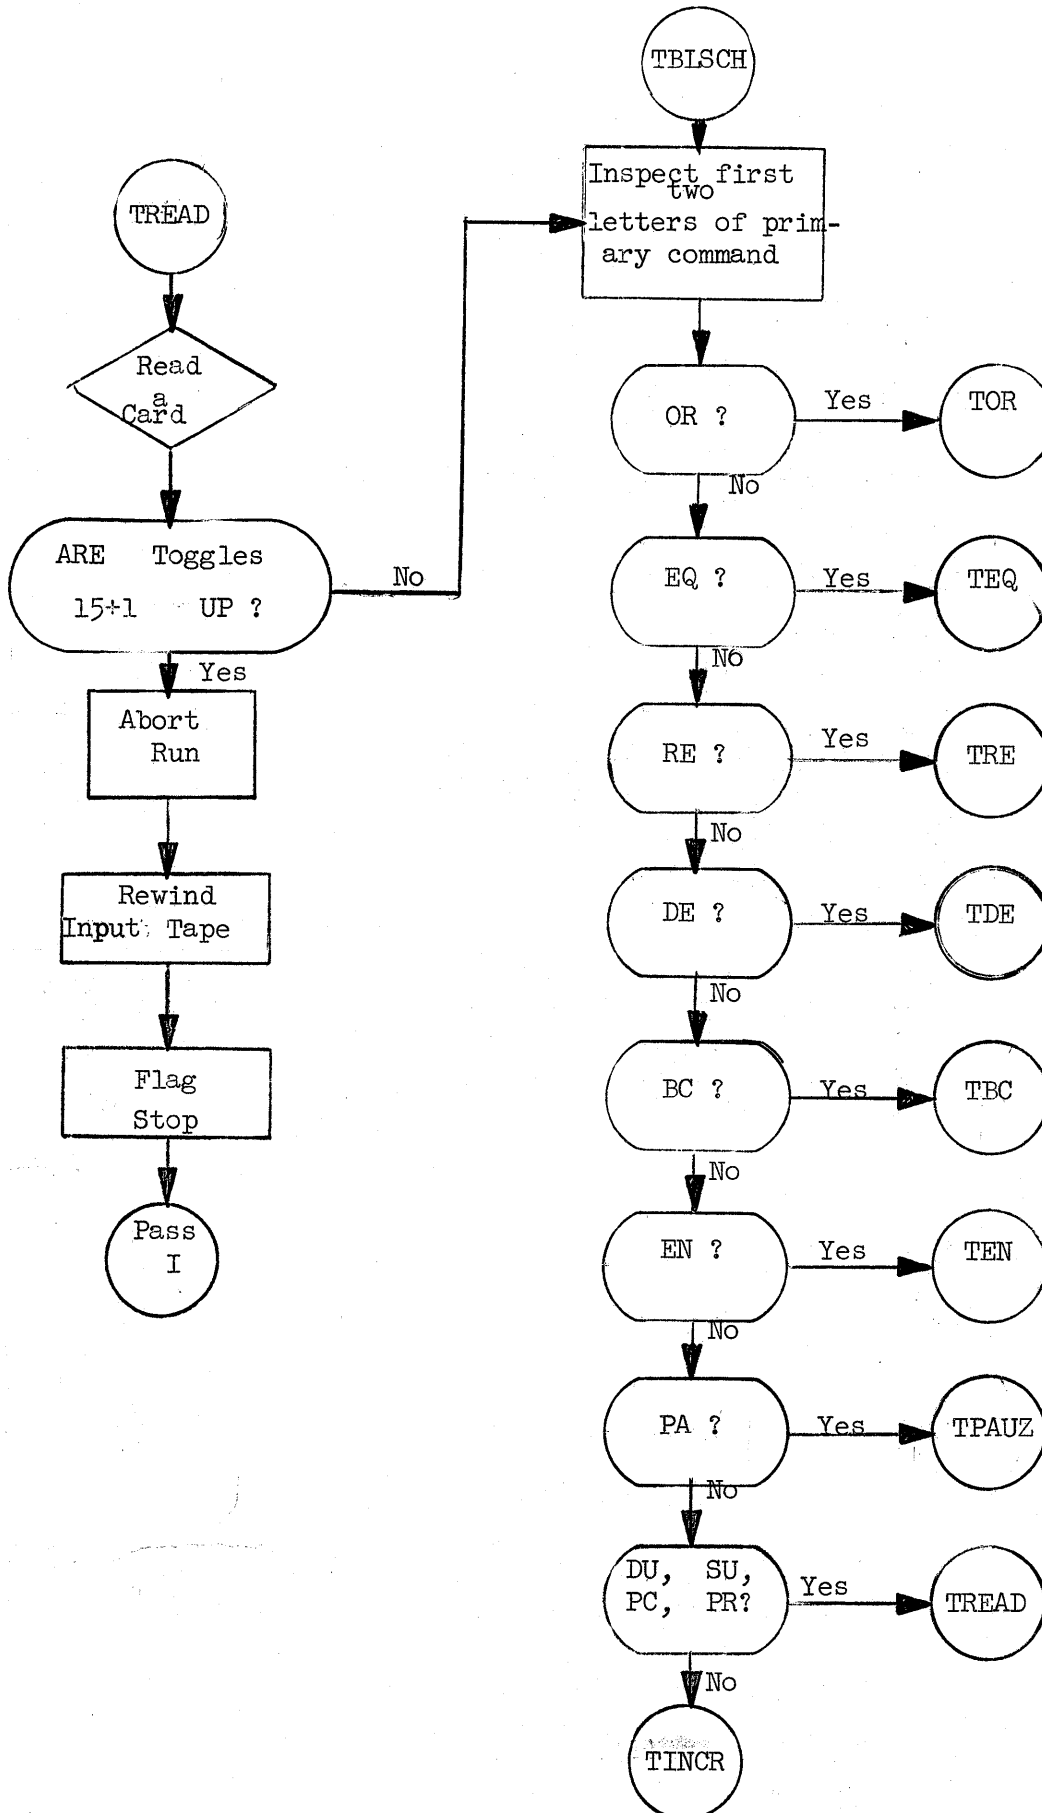 TREAD
Read
a
Card
ARE Toggles
15÷1 UP ?
No
Yes
Abort
Run
Rewind
Input Tape
Flag
Stop
Pass
I
TBLSCH
Inspect first
two
letters of prim-
ary command
OR ?
Yes
TOR
No
EQ ?
Yes
TEQ
No
RE ?
Yes
TRE
No
DE ?
Yes
TDE
No
BC ?
Yes
TBC
No
EN ?
Yes
TEN
No
PA ?
Yes
TPAUZ
No
DU, SU,
PC, PR?
Yes
TREAD
No
TINCR